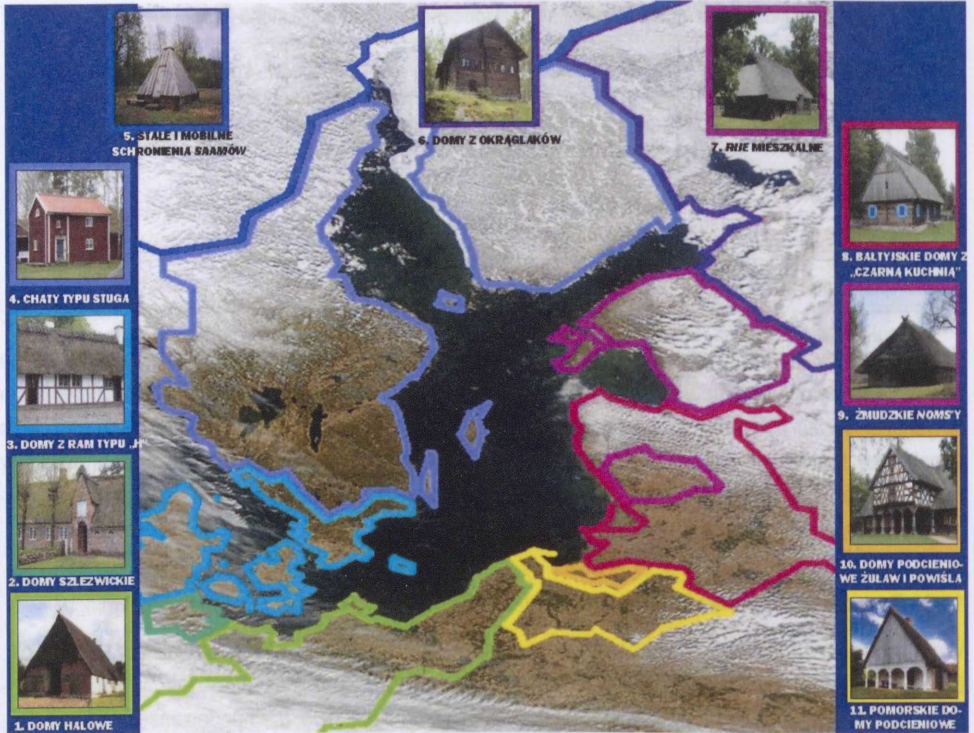 5. STAŁE I MOBILNE
SCHRONIENIA SAAMÓW
6. DOMY Z OKRĄGLAKÓW
7. RIJE MIESZKALNE
4. CHATY TYPU STUGA
8. BAŁTYJSKIE DOMY Z
„CZARNĄ KUCHNIĄ”
3. DOMY Z RAM TYPU „H”
9. ŻMUDZKIE NOMS'Y
2. DOMY SZLEZWICKIE
10. DOMY PODCIENIO-
WE ŻUŁAW I POWIŚLA
1. DOMY HALOWE
11. POMORSKIE DO-
MY PODCIENIOWE